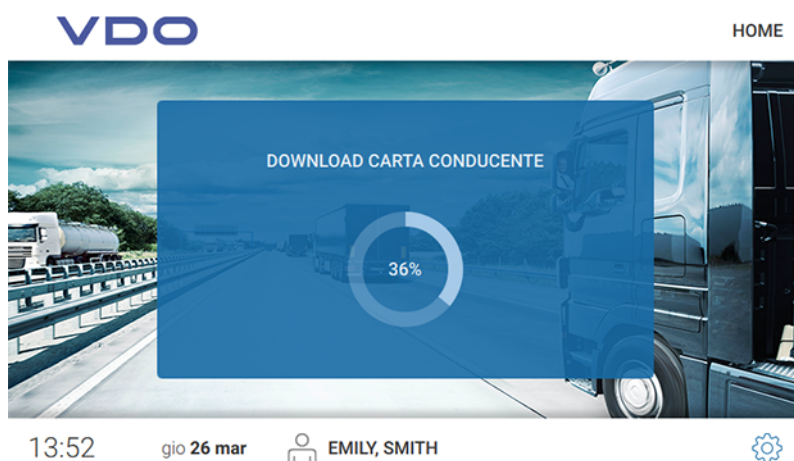 VDO
HOME
DOWNLOAD CARTA CONDUCENTE
36%
13:52 gio 26 mar EMILY, SMITH